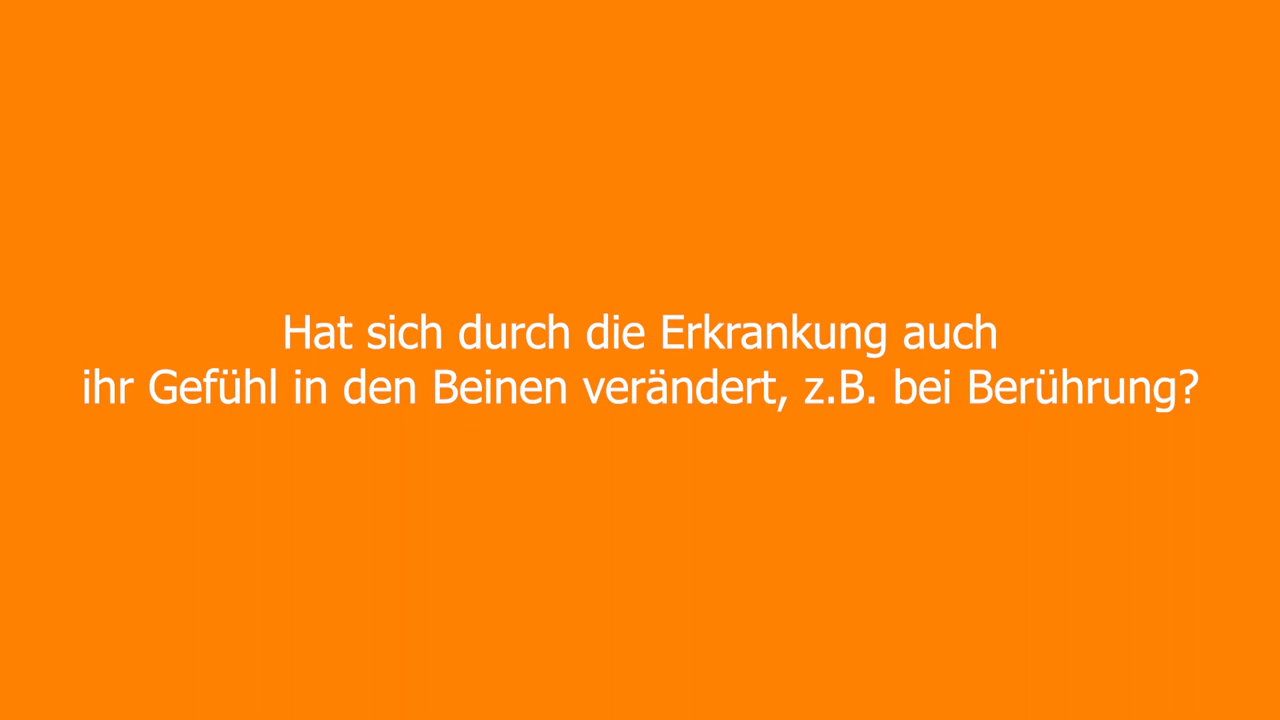 Hat sich durch die Erkrankung auch
ihr Gefühl in den Beinen verändert, z.B. bei Berührung?